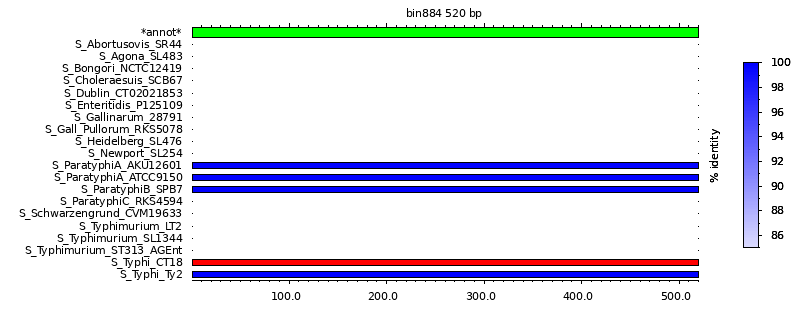 bin884 520 bp
*annot*
S_Abortusovis_SR44
S_Agona_SL483
S_Bongori_NCTC12419
S_Choleraesuis_SCB67
S_Dublin_CT02021853
S_Enteritidis_P125109
S_Gallinarum_28791
S_Gall_Pullorum_RKS5078
S_Heidelberg_SL476
S_Newport_SL254
S_ParatyphiA_AKU12601
S_ParatyphiA_ATCC9150
S_ParatyphiB_SPB7
S_ParatyphiC_RKS4594
S_Schwarzengrund_CVM19633
S_Typhimurium_LT2
S_Typhimurium_SL1344
S_Typhimurium_ST313_AGEnt
S_Typhi_CT18
S_Typhi_Ty2
100.0 200.0 300.0 400.0 500.0
% identity
100
98
96
94
92
90
88
86